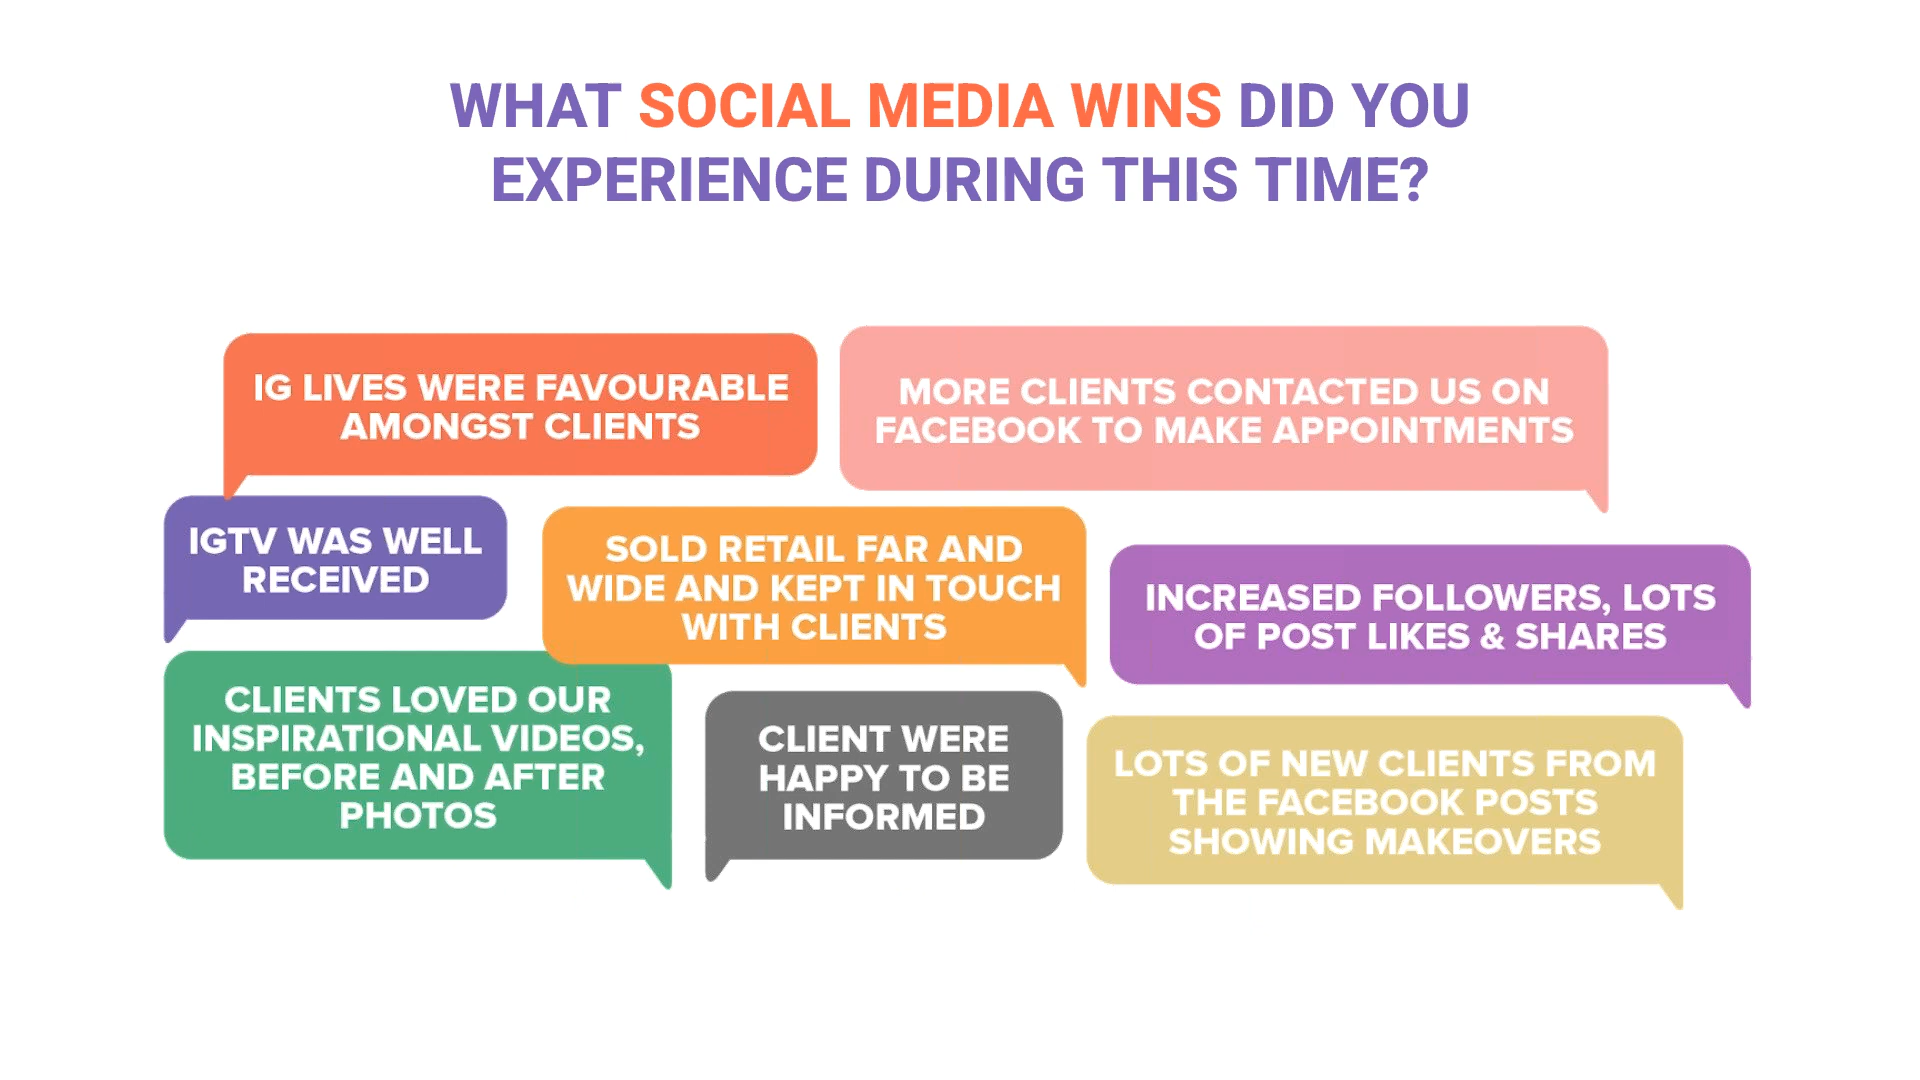 WHAT SOCIAL MEDIA WINS DID YOU
EXPERIENCE DURING THIS TIME?
IG LIVES WERE FAVOURABLE
AMONGST CLIENTS
MORE CLIENTS CONTACTED US ON
FACEBOOK TO MAKE APPOINTMENTS
IGTV WAS WELL
RECEIVED
SOLD RETAIL FAR AND
WIDE AND KEPT IN TOUCH
WITH CLIENTS
INCREASED FOLLOWERS, LOTS
OF POST LIKES & SHARES
CLIENTS LOVED OUR
INSPIRATIONAL VIDEOS,
BEFORE AND AFTER
PHOTOS
CLIENT WERE
HAPPY TO BE
INFORMED
LOTS OF NEW CLIENTS FROM
THE FACEBOOK POSTS
SHOWING MAKEOVERS